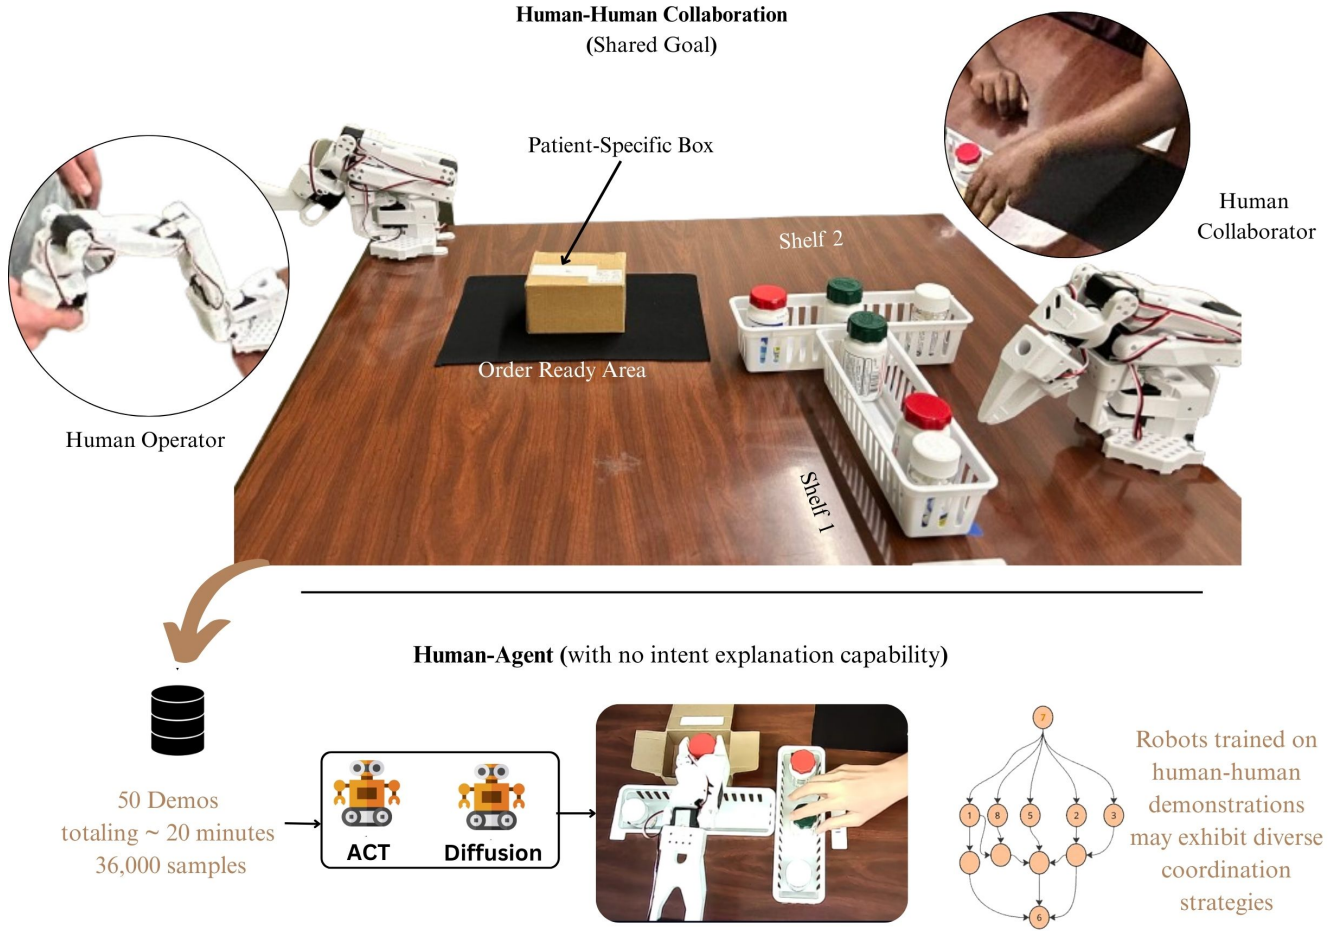 Human-Human Collaboration
(Shared Goal)
Patient-Specific Box
Human
Collaborator
Shelf 2
Order Ready Area
Human Operator
Shelf 1
Human-Agent (with no intent explanation capability)
50 Demos
totaling ~ 20 minutes
36,000 samples
ACT
Diffusion
7
1
8
5
2
3
6
Robots trained on
human-human
demonstrations
may exhibit diverse
coordination
strategies